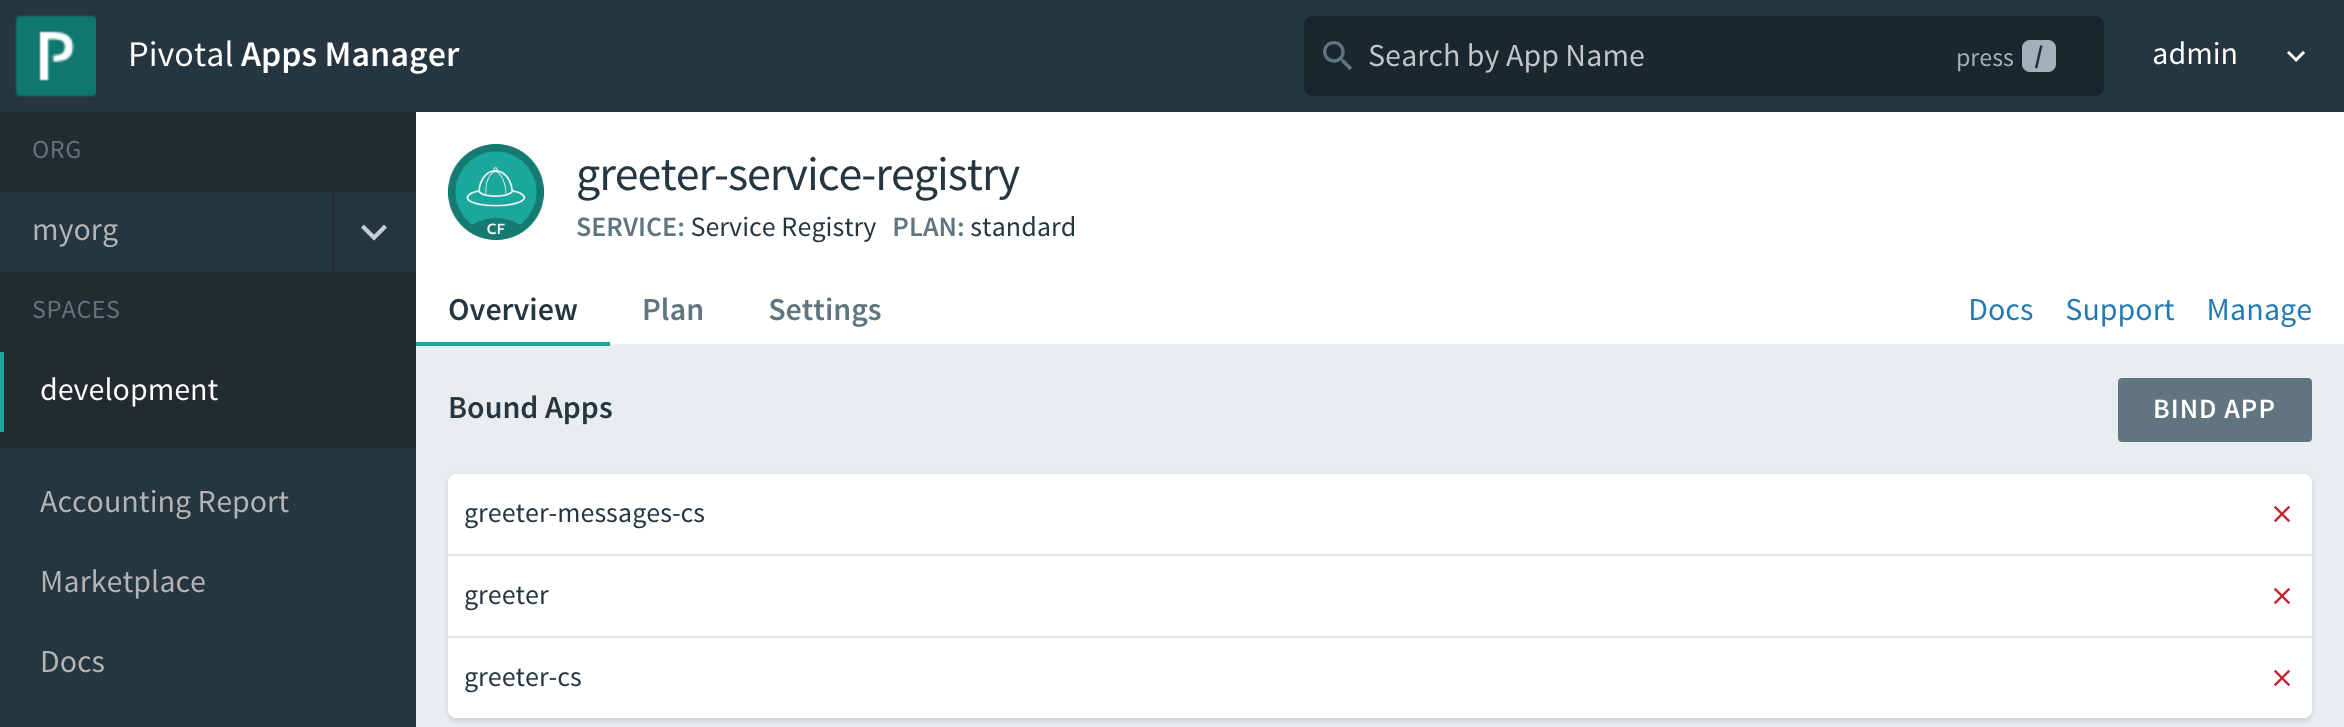 P
Pivotal Apps Manager
Search by App Name
press /
admin
ORG
myorg
SPACES
development
Accounting Report
Marketplace
Docs
CF
greeter-service-registry
SERVICE: Service Registry PLAN: standard
Overview
Plan
Settings
Docs
Support
Manage
Bound Apps
BIND APP
greeter-messages-cs
greeter
greeter-cs